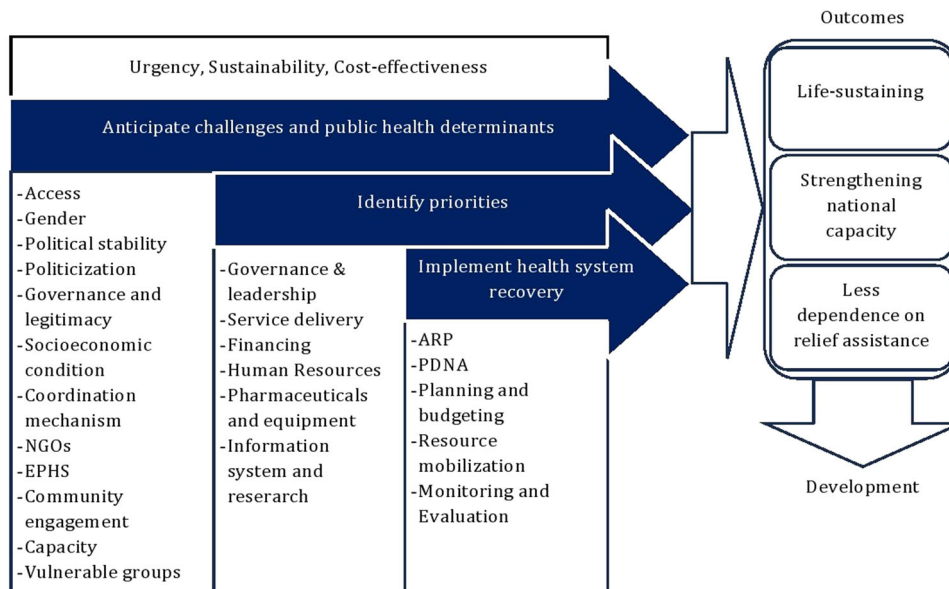 Outcomes
Urgency, Sustainability, Cost-effectiveness
Anticipate challenges and public health determinants
-Access
-Gender
-Political stability
-Politicization
-Governance and
legitimacy
-Socioeconomic
condition
-Coordination
mechanism
-NGOs
-EPHS
-Community
engagement
-Capacity
-Vulnerable groups
Identify priorities
-Governance &
leadership
-Service delivery
-Financing
-Human Resources
-Pharmaceuticals
and equipment
-Information
system and
reserarch
Implement health system
recovery
-ARP
-PDNA
-Planning and
budgeting
-Resource
mobilization
-Monitoring and
Evaluation
Life-sustaining
Strengthening
national
capacity
Less
dependence on
relief assistance
Development